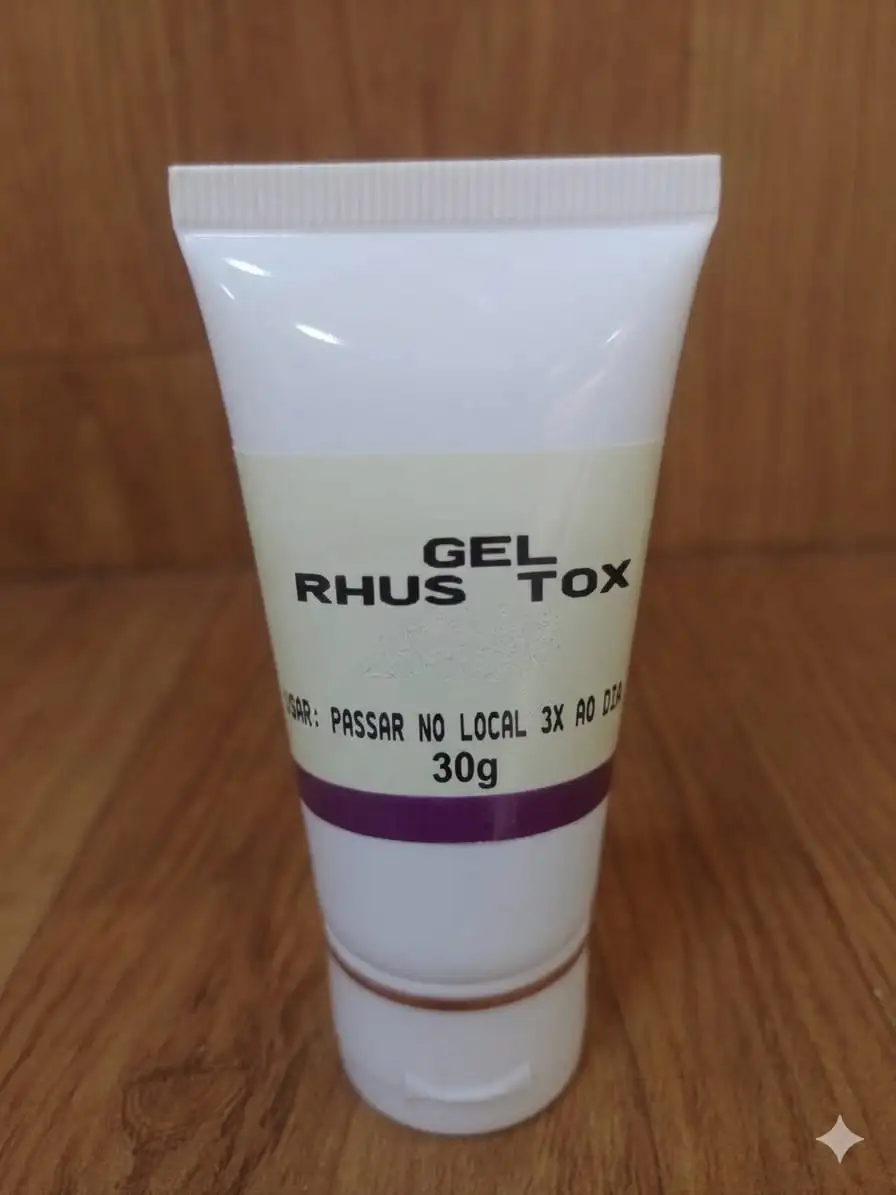 GEL
RHUS TOX
USAR: PASSAR NO LOCAL 3X AO DIA
30g